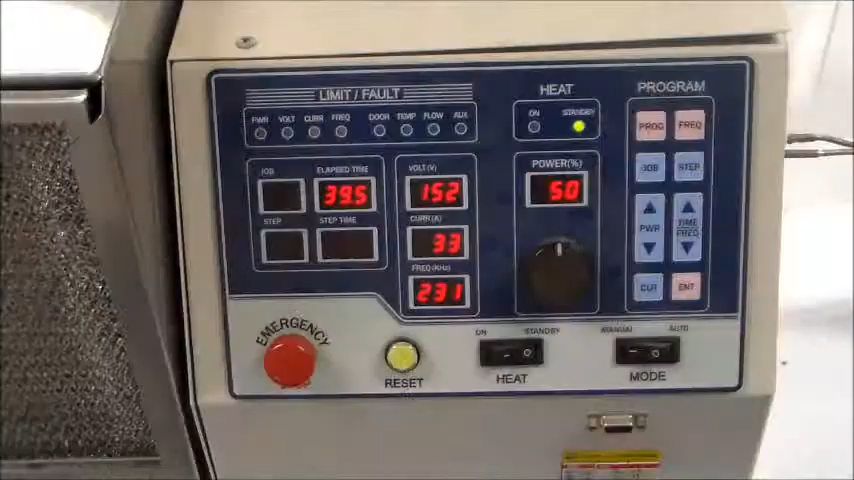 LIMIT / FAULT
HEAT
PROGRAM
PWR VOLT CURR FREQ DOOR TEMP FLOW AUX
ON STANDBY
PROG FREQ
JOB ELAPSED TIME VOLT (V) POWER(%)
39.5 152 50
JOB STEP
STEP STEP TIME CURR(A)
33
PWR TIME FREQ
FREQ(KHz)
231
CLR ENT
EMERGENCY
RESET
ON STANDBY
HEAT
MANUAL AUTO
MODE